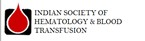 INDIAN SOCIETY OF
HEMATOLOGY & BLOOD
TRANSFUSION